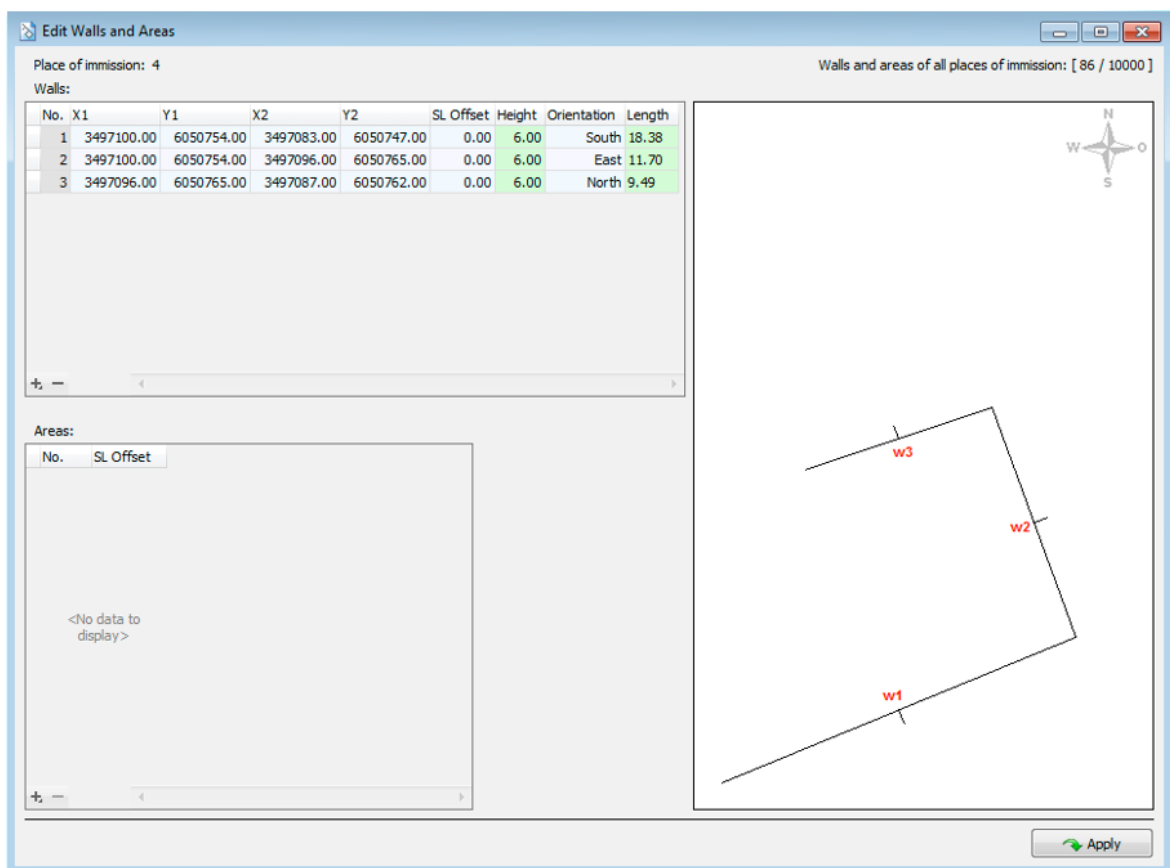 Edit Walls and Areas
Place of immission: 4
Walls and areas of all places of immission: [ 86 / 10000 ]
Walls:
No. X1 Y1 X2 Y2 SL Offset Height Orientation Length
1 3497100.00 6050754.00 3497083.00 6050747.00 0.00 6.00 South 18.38
2 3497100.00 6050754.00 3497096.00 6050765.00 0.00 6.00 East 11.70
3 3497096.00 6050765.00 3497087.00 6050762.00 0.00 6.00 North 9.49
N
W O
S
Areas:
No. SL Offset
<No data to
display>
w3
w2
w1
Apply